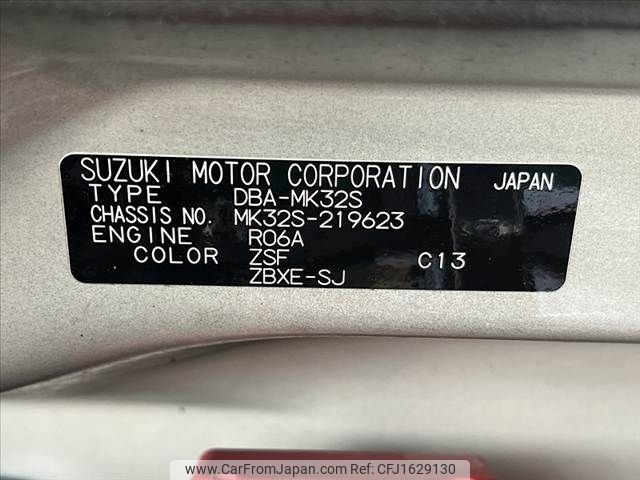 SUZUKI MOTOR CORPORATION JAPAN
TYPE DBA-MK32S
CHASSIS NO. MK32S-219623
ENGINE R06A
COLOR ZSF C13
ZBXE-SJ
www.CarFromJapan.com ID: CFJ1629130